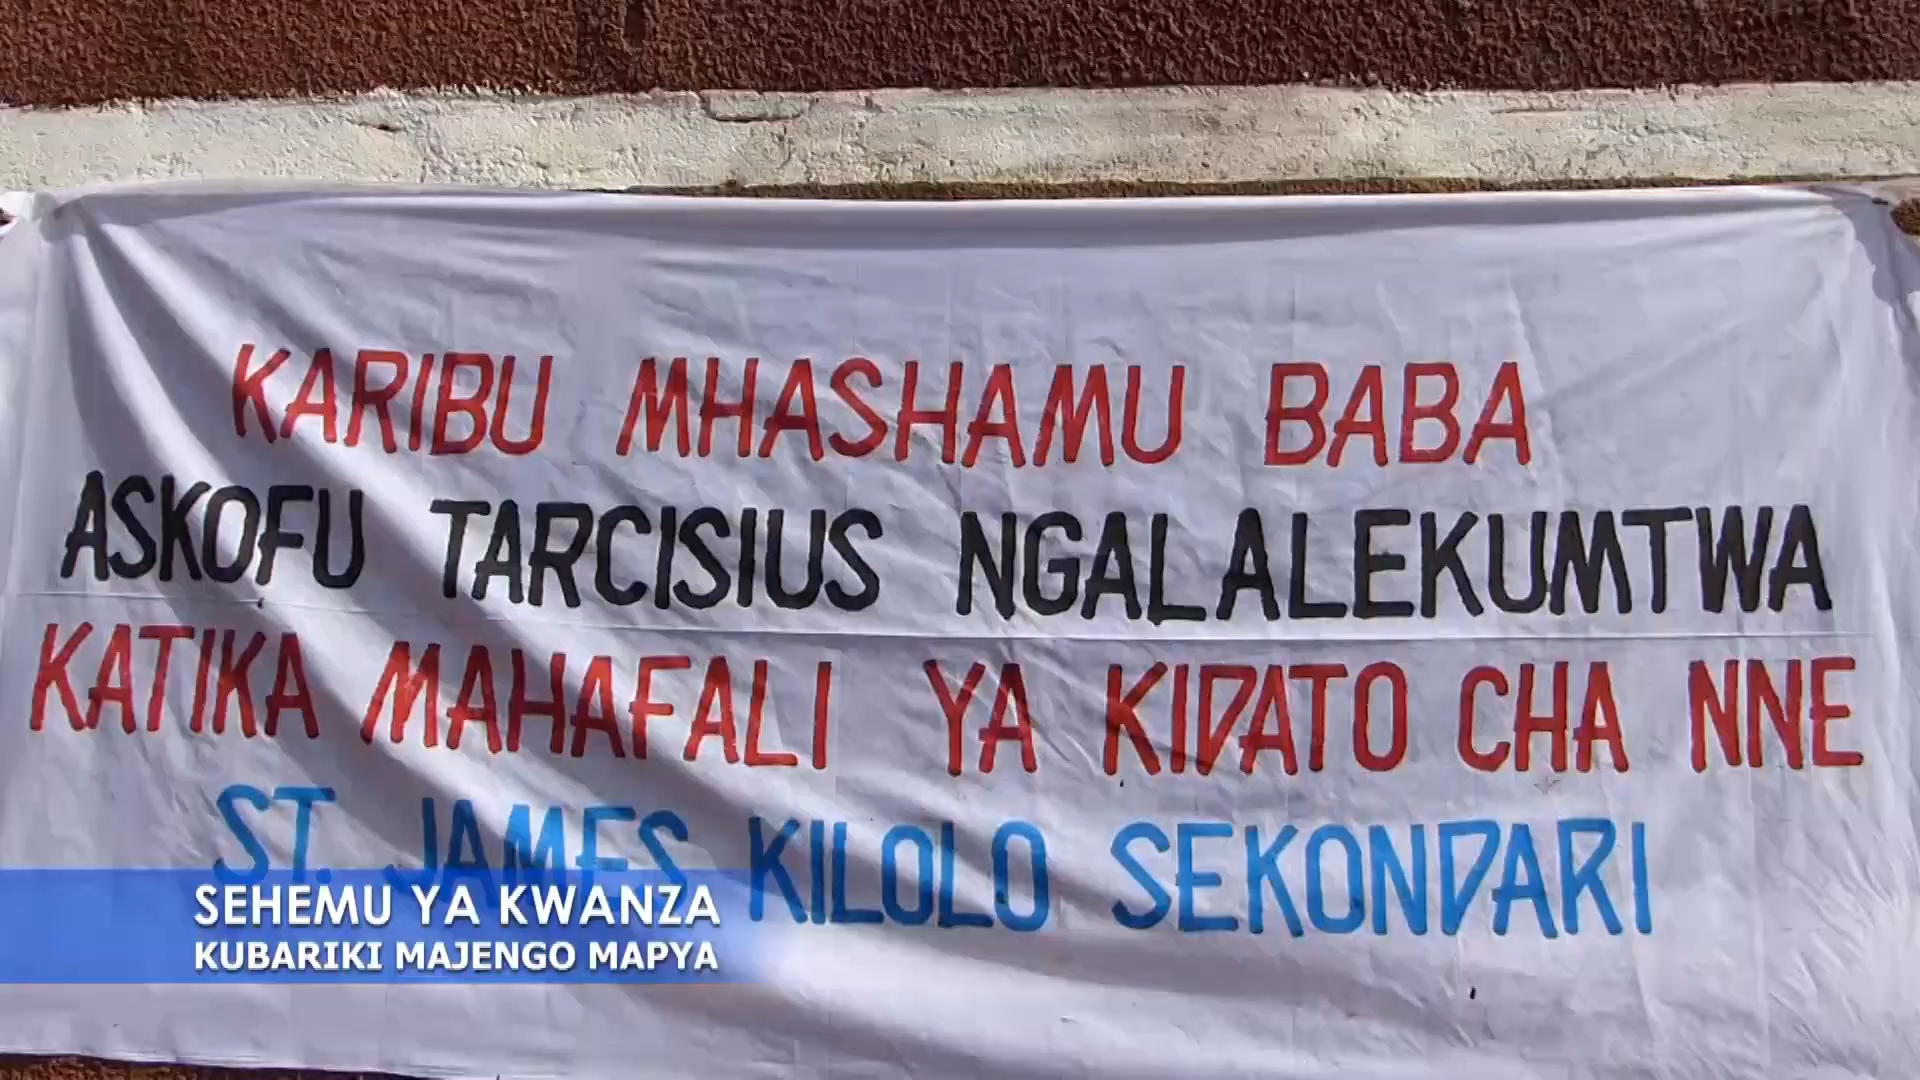 KARIBU MHASHAMU BABA
ASKOFU TARCISIUS NGALALEKUMTWA
KATIKA MAHAFALI YA KIDATO CHA NNE
ST. JAMES KILOLO SEKONDARI
SEHEMU YA KWANZA
KUBARIKI MAJENGO MAPYA